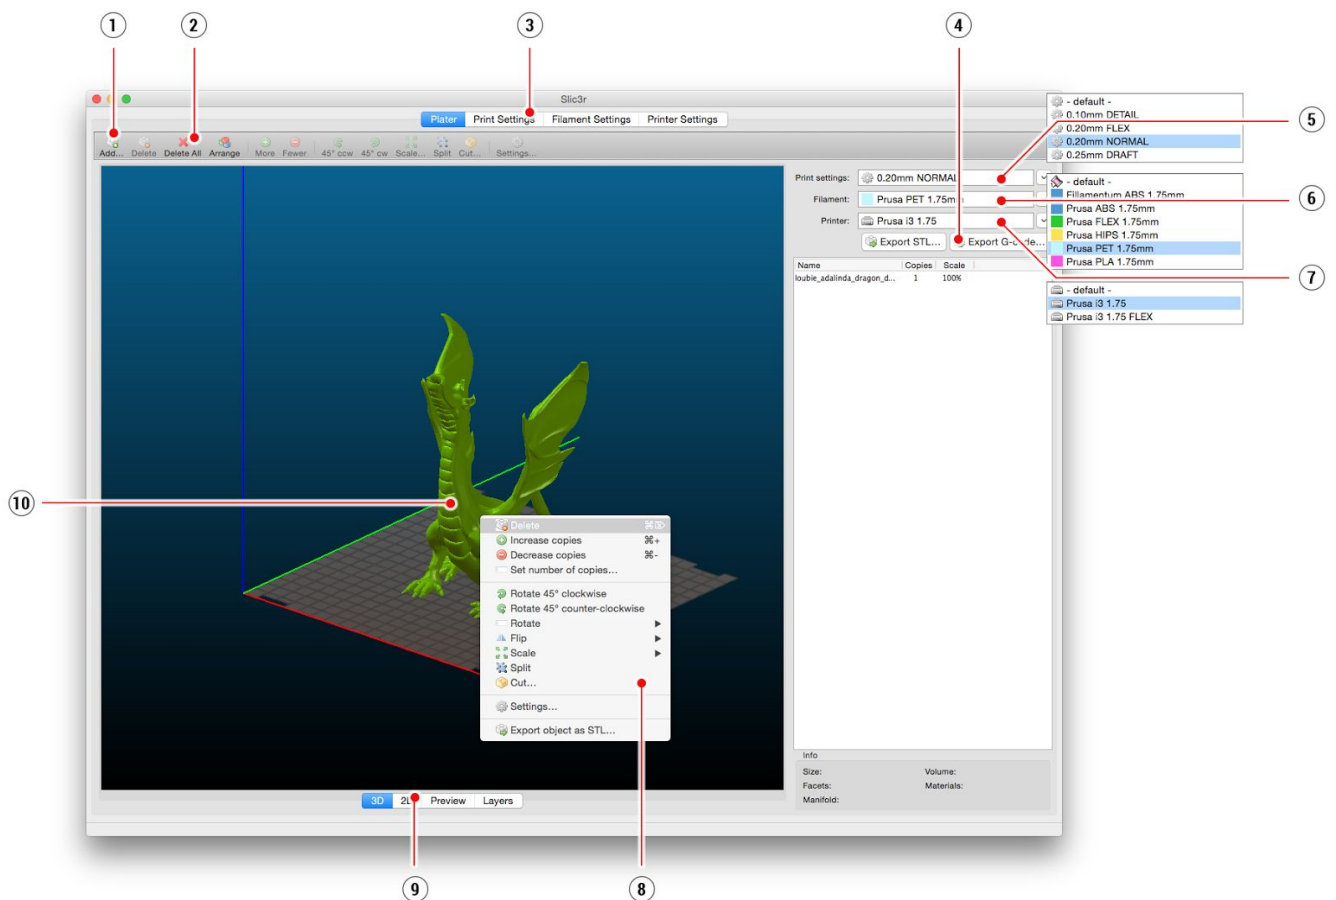 1 2 3 4
Slic3r
Plater Print Settings Filament Settings Printer Settings
Add... Delete Delete All Arrange More Fewer 45° ccw 45° cw Scale... Split Cut... Settings...
- default -
0.10mm DETAIL
0.20mm FLEX
0.20mm NORMAL
0.25mm DRAFT
5
Print settings: 0.20mm NORMAL
Filament: Prusa PET 1.75mm
Printer: Prusa i3 1.75
Export STL... Export G-code...
- default -
Fillamentum ABS 1.75mm
Prusa ABS 1.75mm
Prusa FLEX 1.75mm
Prusa HIPS 1.75mm
Prusa PET 1.75mm
Prusa PLA 1.75mm
6
7
- default -
Prusa i3 1.75
Prusa i3 1.75 FLEX
Name Copies Scale
loubie_adalinda_dragon_d... 1 100%
10
Delete ⌘⌦
Increase copies ⌘+
Decrease copies ⌘-
Set number of copies...
Rotate 45° clockwise
Rotate 45° counter-clockwise
Rotate
Flip
Scale
Split
Cut...
Settings...
Export object as STL...
Info
Size: Volume:
Facets: Materials:
Manifold:
3D 2D Preview Layers
9 8